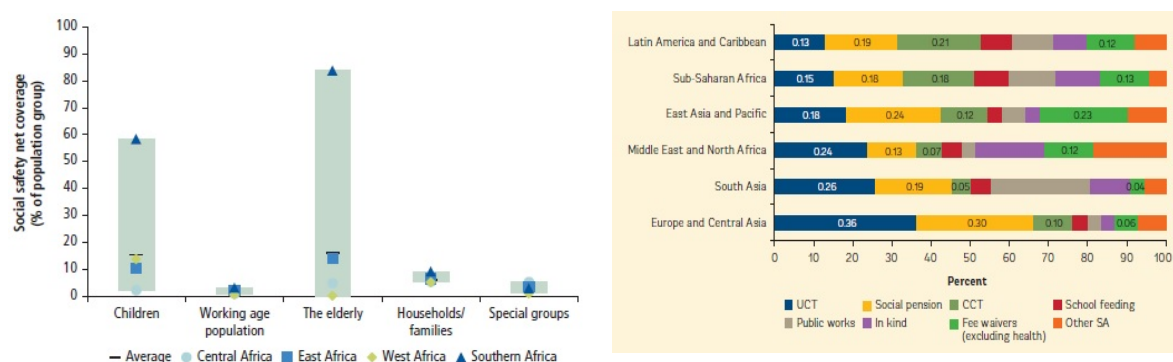 Social safety net coverage
(% of population group)
100
90
80
70
60
50
40
30
20
10
0
Children
Working age
population
The elderly
Households/
families
Special groups
Average
Central Africa
East Africa
West Africa
Southern Africa
Latin America and Caribbean
0.13
0.19
0.21
0.12
Sub-Saharan Africa
0.15
0.18
0.18
0.13
East Asia and Pacific
0.18
0.24
0.12
0.23
Middle East and North Africa
0.24
0.13
0.07
0.12
South Asia
0.26
0.19
0.05
0.04
Europe and Central Asia
0.36
0.30
0.10
0.06
0 10 20 30 40 50 60 70 80 90 100
Percent
UCT
Social pension
CCT
School feeding
Public works
In kind
Fee waivers
(excluding health)
Other SA